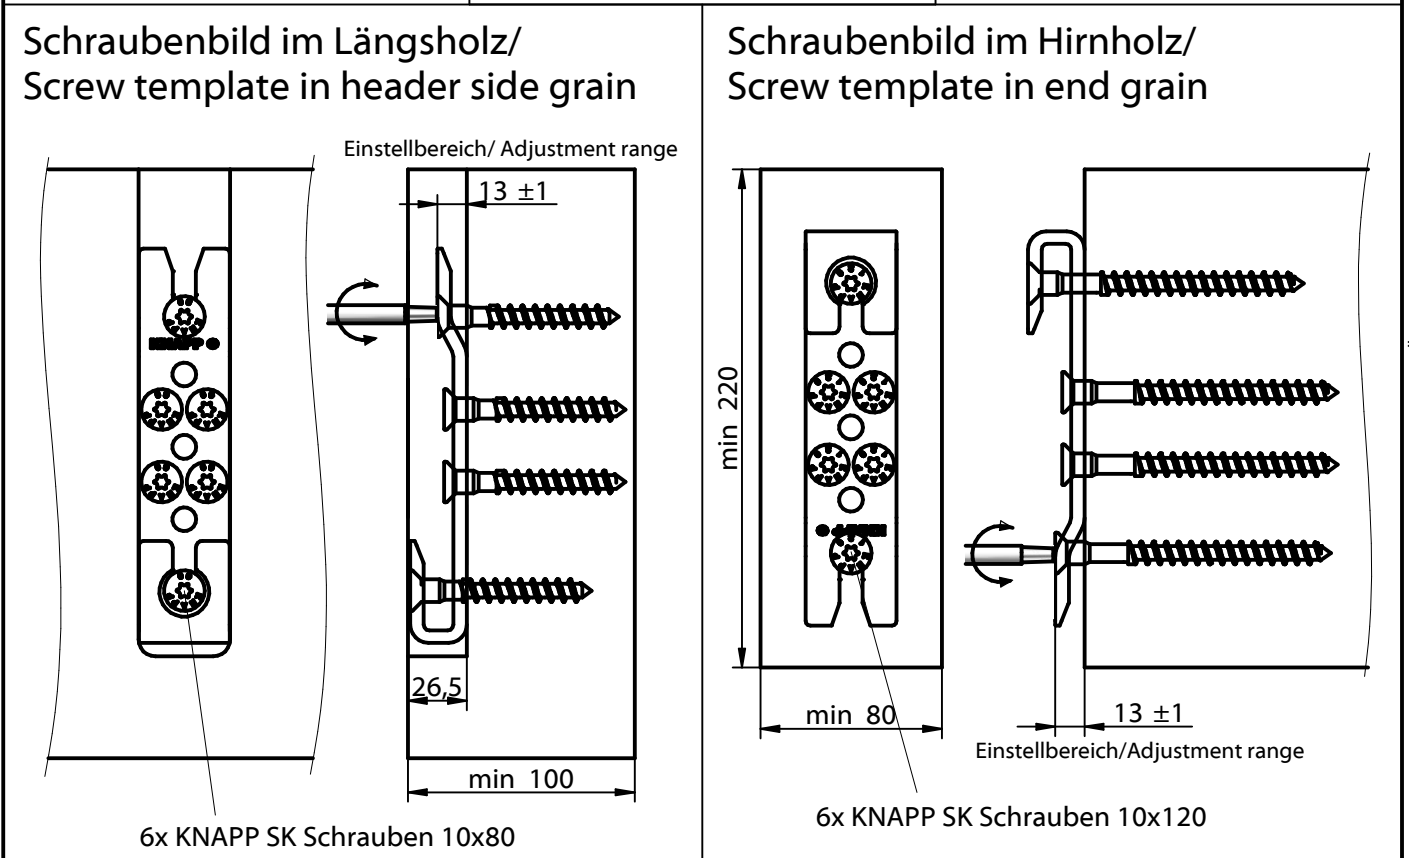 Schraubenbild im Längsholz/
Screw template in header side grain
Einstellbereich/ Adjustment range
13 ±1
KNAPP
26,5
min 100
6x KNAPP SK Schrauben 10x80
Schraubenbild im Hirnholz/
Screw template in end grain
min 220
KNAPP
min 80
13 ±1
Einstellbereich/Adjustment range
6x KNAPP SK Schrauben 10x120